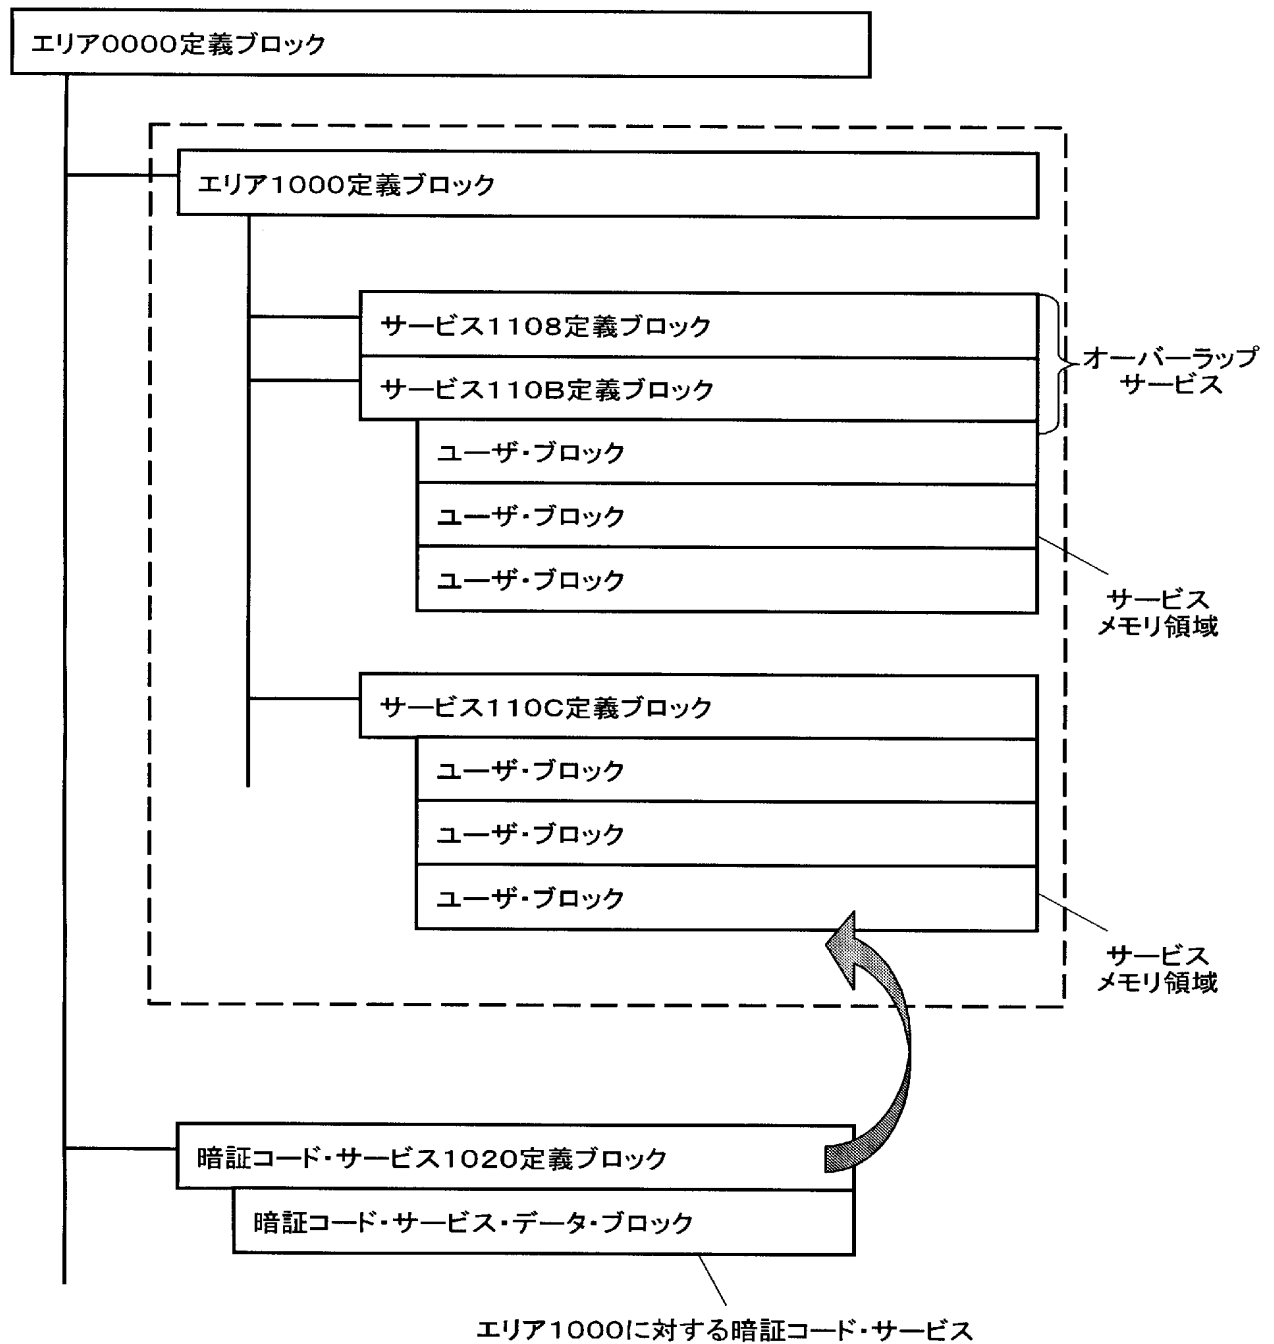 エリア0000定義ブロック
エリア1000定義ブロック
サービス1108定義ブロック
サービス110B定義ブロック
オーバーラップ
サービス
ユーザ・ブロック
ユーザ・ブロック
ユーザ・ブロック
サービス
メモリ領域
サービス110C定義ブロック
ユーザ・ブロック
ユーザ・ブロック
ユーザ・ブロック
サービス
メモリ領域
暗証コード・サービス1020定義ブロック
暗証コード・サービス・データ・ブロック
エリア1000に対する暗証コード・サービス